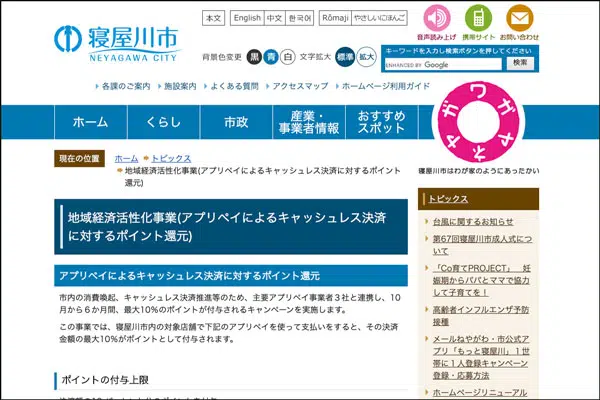 寝屋川市
NEYAGAWA CITY
本文
English 中文 한국어
Rōmaji やさしいにほんご
音声読み上げ
携帯サイト
お問い合わせ
背景色変更 黒 青 白 文字拡大 標準 拡大
キーワードを入力し検索ボタンを押してください。
ENHANCED BY Google
検索
各課のご案内 施設案内 よくある質問 アクセスマップ ホームページ利用ガイド
ホーム
くらし
市政
産業・
事業者情報
おすすめ
スポット
ワガヤネヤガワ
寝屋川市はわが家のようにあったかい
現在の位置
ホーム トピックス
地域経済活性化事業(アプリペイによるキャッシュレス決済に対するポイント
還元)
地域経済活性化事業(アプリペイによるキャッシュレス決済
に対するポイント還元)
アプリペイによるキャッシュレス決済に対するポイント還元
市内の消費喚起、キャッシュレス決済推進等のため、主要アプリペイ事業者３社と連携し、10
月から６か月間、最大10%のポイントが付与されるキャンペーンを実施します。
この事業では、寝屋川市内の対象店舗で下記のアプリペイを使って支払いをすると、その決済
金額の最大10%がポイントとして付与されます。
ポイントの付与上限
トピックス
台風に関するお知らせ
第67回寝屋川市成人式につ
いて
「Co育てPROJECT」 妊
娠期からパパとママで協力
して子育てを！
高齢者インフルエンザ予防
接種
メールねやがわ・市公式ア
プリ「もっと寝屋川」１世
帯に１人登録キャンペーン
登録・応募方法
ホームページリニューアル